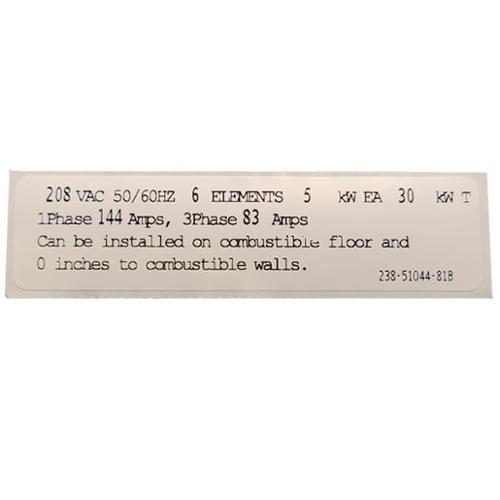 208 VAC 50/60HZ 6 ELEMENTS 5 kW EA 30 kW T
1Phase 144 Amps, 3Phase 83 Amps
Can be installed on combustible floor and
0 inches to combustible walls.
238-51044-81B